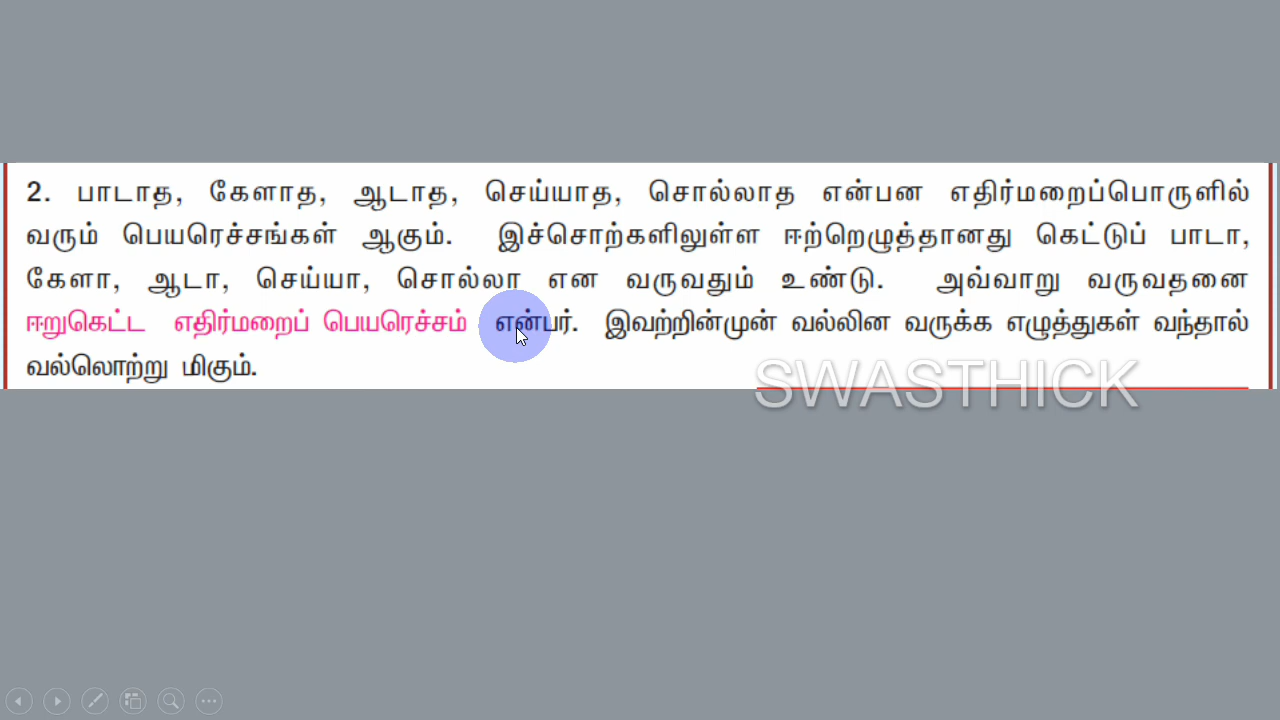 2. பாடாத, கேளாத, ஆடாத, செய்யாத, சொல்லாத என்பன எதிர்மறைப்பொருளில்
வரும் பெயரெச்சங்கள் ஆகும். இச்சொற்களிலுள்ள ஈற்றெழுத்தானது கெட்டுப் பாடா,
கேளா, ஆடா, செய்யா, சொல்லா என வருவதும் உண்டு. அவ்வாறு வருவதனை
ஈறுகெட்ட எதிர்மறைப் பெயரெச்சம் என்பர். இவற்றின்முன் வல்லின வருக்க எழுத்துகள் வந்தால்
வல்லொற்று மிகும்.
SWASTHICK